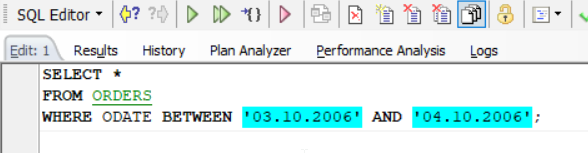 SQL Editor
Edit: 1 Results History Plan Analyzer Performance Analysis Logs
SELECT *
FROM ORDERS
WHERE ODATE BETWEEN '03.10.2006' AND '04.10.2006';